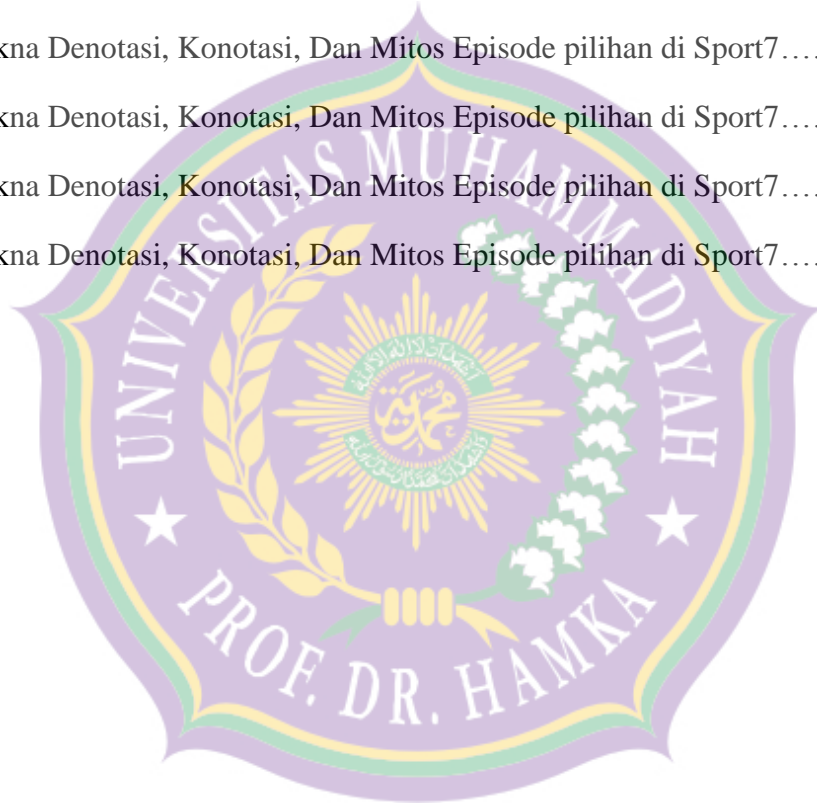 kna Denotasi, Konotasi, Dan Mitos Episode pilihan di Sport7…..
kna Denotasi, Konotasi, Dan Mitos Episode pilihan di Sport7…..
kna Denotasi, Konotasi, Dan Mitos Episode pilihan di Sport7…..
kna Denotasi, Konotasi, Dan Mitos Episode pilihan di Sport7…..
UNIVERSITAS MUHAMMADIYAH
محمدية
PROF. DR. HAMKA